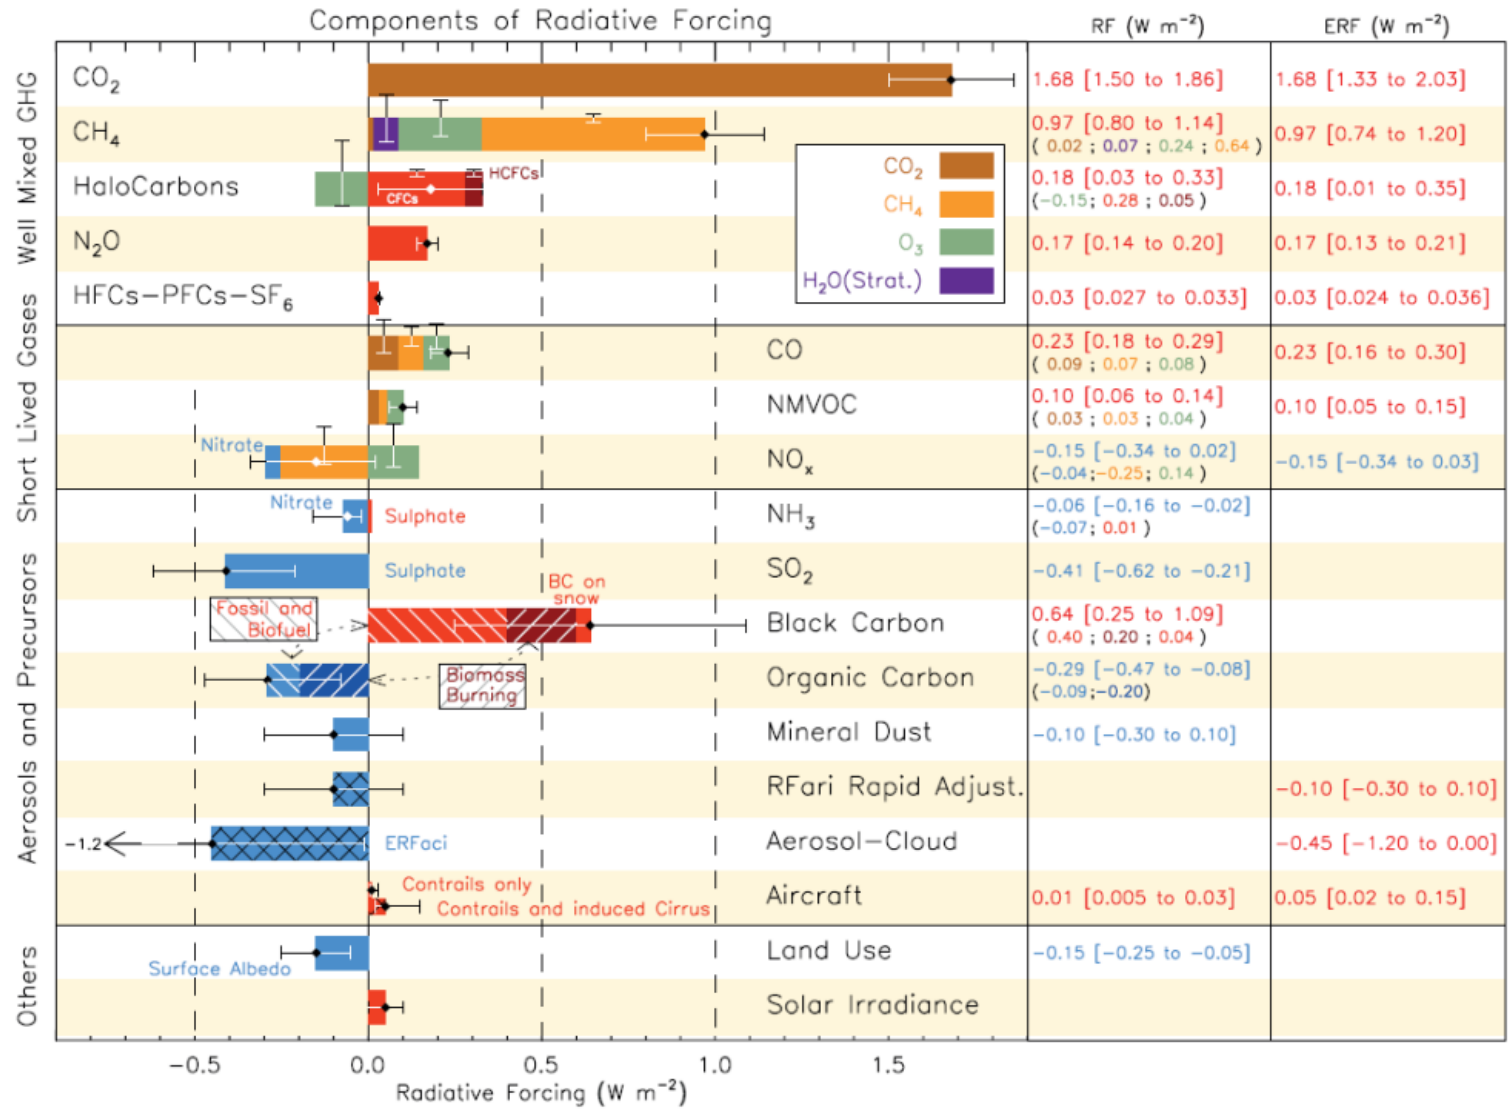 Components of Radiative Forcing
RF (W m⁻²)
ERF (W m⁻²)
Well Mixed GHG
CO₂
1.68 [1.50 to 1.86]
1.68 [1.33 to 2.03]
CH₄
0.97 [0.80 to 1.14]
( 0.02 ; 0.07 ; 0.24 ; 0.64 )
0.97 [0.74 to 1.20]
HaloCarbons
CFCs
HCFCs
0.18 [0.03 to 0.33]
(−0.15; 0.28 ; 0.05 )
0.18 [0.01 to 0.35]
N₂O
0.17 [0.14 to 0.20]
0.17 [0.13 to 0.21]
HFCs−PFCs−SF₆
0.03 [0.027 to 0.033]
0.03 [0.024 to 0.036]
CO₂
CH₄
O₃
H₂O(Strat.)
Short Lived Gases
CO
0.23 [0.18 to 0.29]
( 0.09 ; 0.07 ; 0.08 )
0.23 [0.16 to 0.30]
NMVOC
0.10 [0.06 to 0.14]
( 0.03 ; 0.03 ; 0.04 )
0.10 [0.05 to 0.15]
Nitrate
NOₓ
−0.15 [−0.34 to 0.02]
(−0.04;−0.25; 0.14 )
−0.15 [−0.34 to 0.03]
Aerosols and Precursors
Nitrate
Sulphate
NH₃
−0.06 [−0.16 to −0.02]
(−0.07; 0.01 )
Sulphate
SO₂
−0.41 [−0.62 to −0.21]
Fossil and
Biofuel
BC on
snow
Black Carbon
0.64 [0.25 to 1.09]
( 0.40 ; 0.20 ; 0.04 )
Biomass
Burning
Organic Carbon
−0.29 [−0.47 to −0.08]
(−0.09;−0.20)
Mineral Dust
−0.10 [−0.30 to 0.10]
RFari Rapid Adjust.
−0.10 [−0.30 to 0.10]
−1.2
ERFaci
Aerosol−Cloud
−0.45 [−1.20 to 0.00]
Contrails only
Contrails and induced Cirrus
Aircraft
0.01 [0.005 to 0.03]
0.05 [0.02 to 0.15]
Others
Surface Albedo
Land Use
−0.15 [−0.25 to −0.05]
Solar Irradiance
−0.5
0.0
0.5
1.0
1.5
Radiative Forcing (W m⁻²)